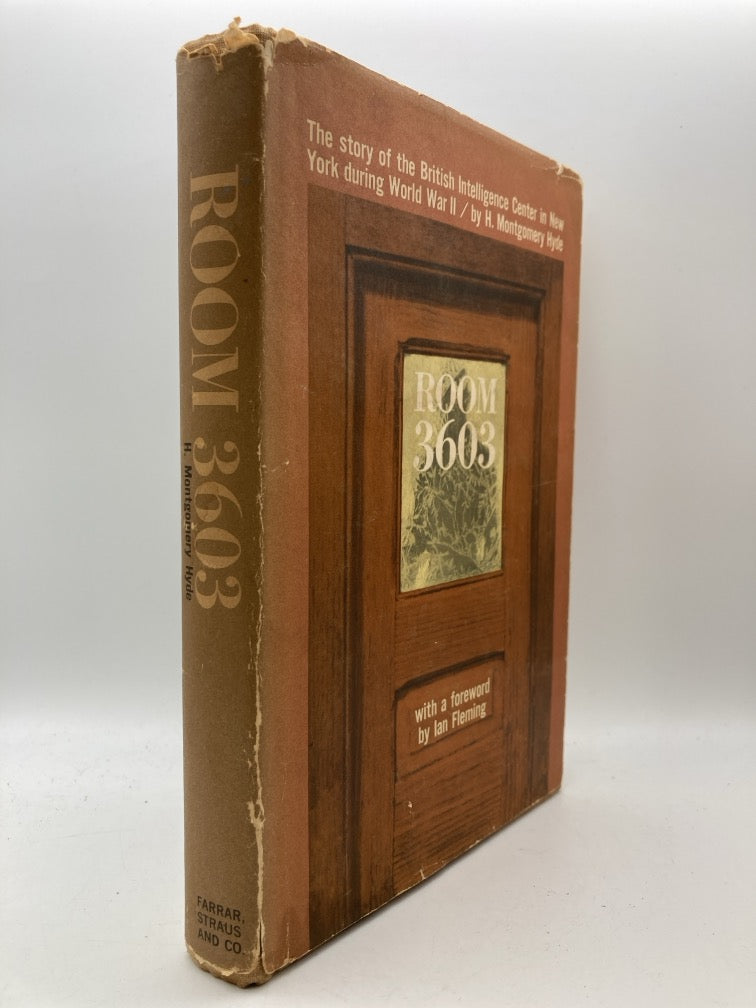 ROOM 3603
H. Montgomery Hyde
FARRAR,
STRAUS
AND CO.
The story of the British Intelligence Center in New
York during World War II / by H. Montgomery Hyde
ROOM
3603
with a foreword
by Ian Fleming